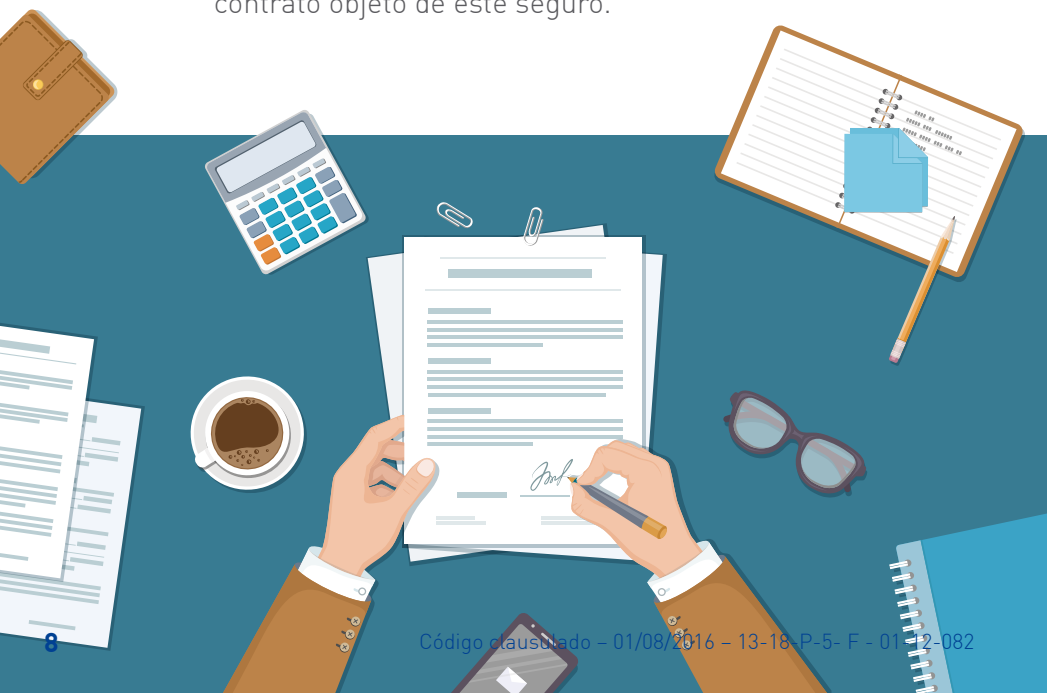 contrato objeto de este seguro.
8
Código clausulado – 01/08/2016 – 13-18-P-5- F - 01-12-082